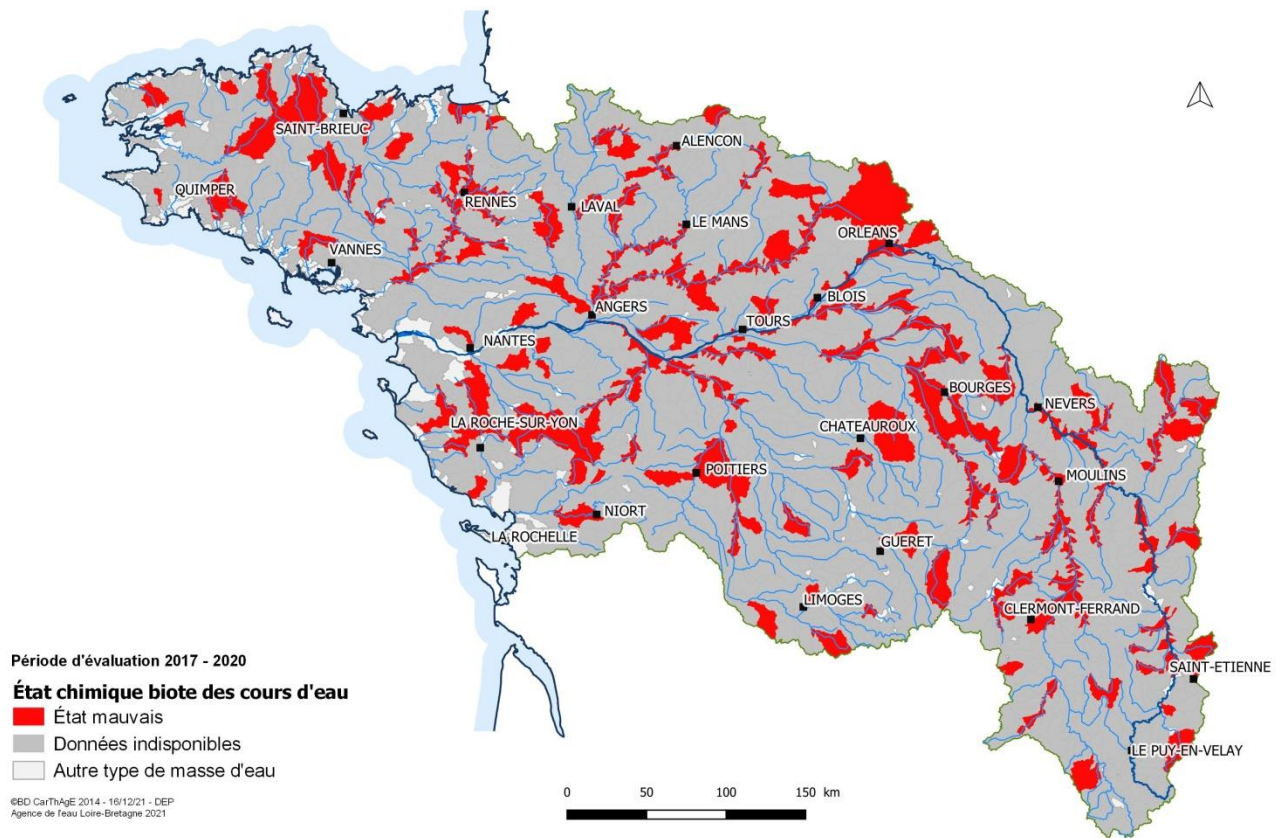 ALENCON
SAINT-BRIEUC
QUIMPER
RENNES
LAVAL
LE MANS
ORLEANS
VANNES
BLOIS
ANGERS
TOURS
NANTES
BOURGES
NEVERS
LA ROCHE-SUR-YON
CHATEAUROUX
POITIERS
MOULINS
NIORT
LA ROCHELLE
GUERET
LIMOGES
CLERMONT-FERRAND
SAINT-ETIENNE
LE PUY-EN-VELAY
Période d'évaluation 2017 - 2020
État chimique biote des cours d'eau
État mauvais
Données indisponibles
Autre type de masse d'eau
©BD CarThAgE 2014 - 16/12/21 - DEP
Agence de l'eau Loire-Bretagne 2021
0 50 100 150 km